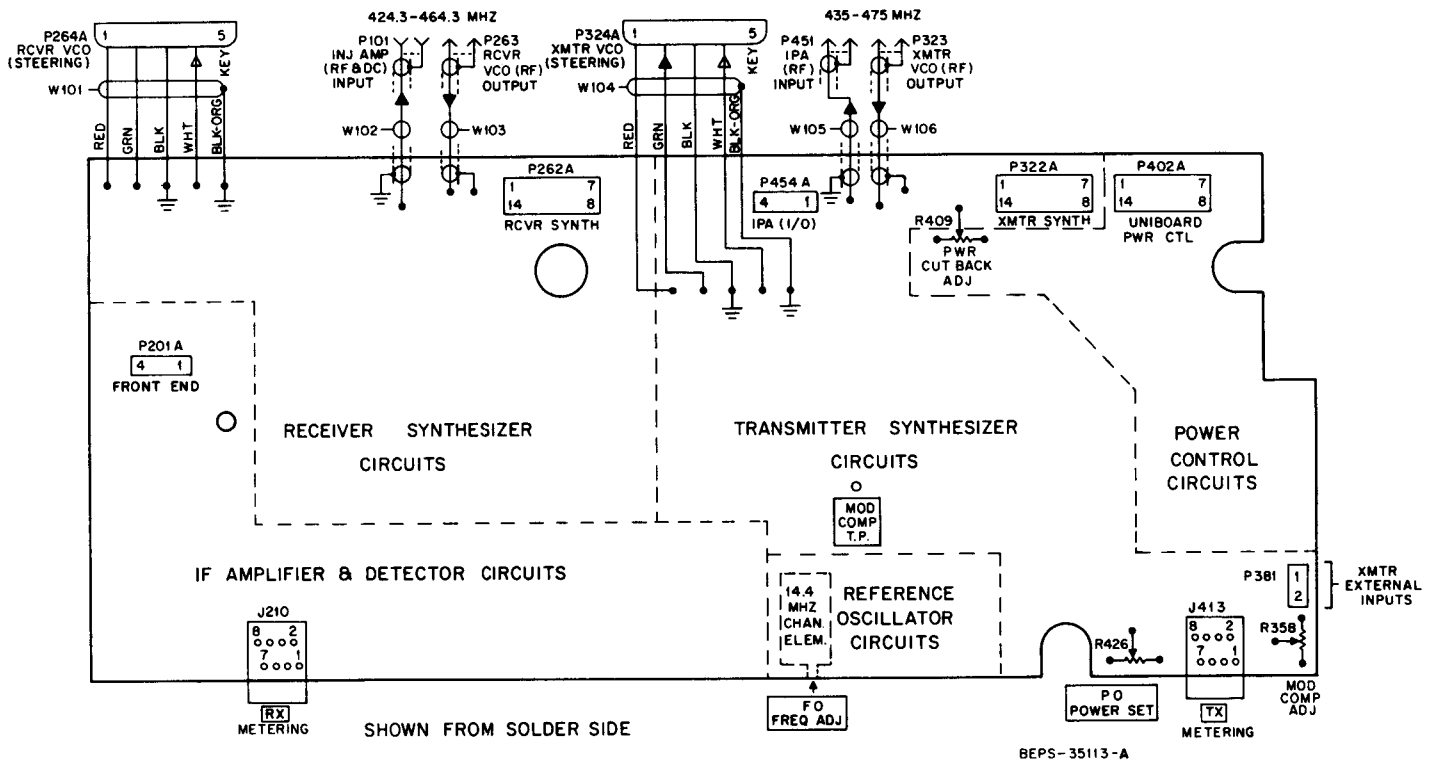 424.3-464.3 MHZ
435-475 MHZ
P264A
RCVR VCO
(STEERING)
1 5
KEY
W101
RED
GRN
BLK
WHT
BLK-ORG
P101
INJ AMP
(RF & DC)
INPUT
P263
RCVR
VCO (RF)
OUTPUT
W102
W103
P324A
XMTR VCO
(STEERING)
1 5
KEY
W104
RED
GRN
BLK
WHT
BLK-ORG
P451
IPA
(RF)
INPUT
P323
XMTR
VCO (RF)
OUTPUT
W105
W106
P262A
1 7
14 8
RCVR SYNTH
P454A
4 1
IPA (I/O)
P322A
1 7
14 8
XMTR SYNTH
P402A
1 7
14 8
UNIBOARD
PWR CTL
R409
PWR
CUT BACK
ADJ
P201A
4 1
FRONT END
RECEIVER SYNTHESIZER
CIRCUITS
TRANSMITTER SYNTHESIZER
CIRCUITS
POWER
CONTROL
CIRCUITS
MOD
COMP
T.P.
IF AMPLIFIER & DETECTOR CIRCUITS
14.4
MHZ
CHAN.
ELEM.
REFERENCE
OSCILLATOR
CIRCUITS
P381
1
2
XMTR
EXTERNAL
INPUTS
J210
8 2
7 1
RX
METERING
FO
FREQ ADJ
R426
PO
POWER SET
J413
8 2
7 1
TX
METERING
R358
MOD
COMP
ADJ
SHOWN FROM SOLDER SIDE
BEPS-35113-A